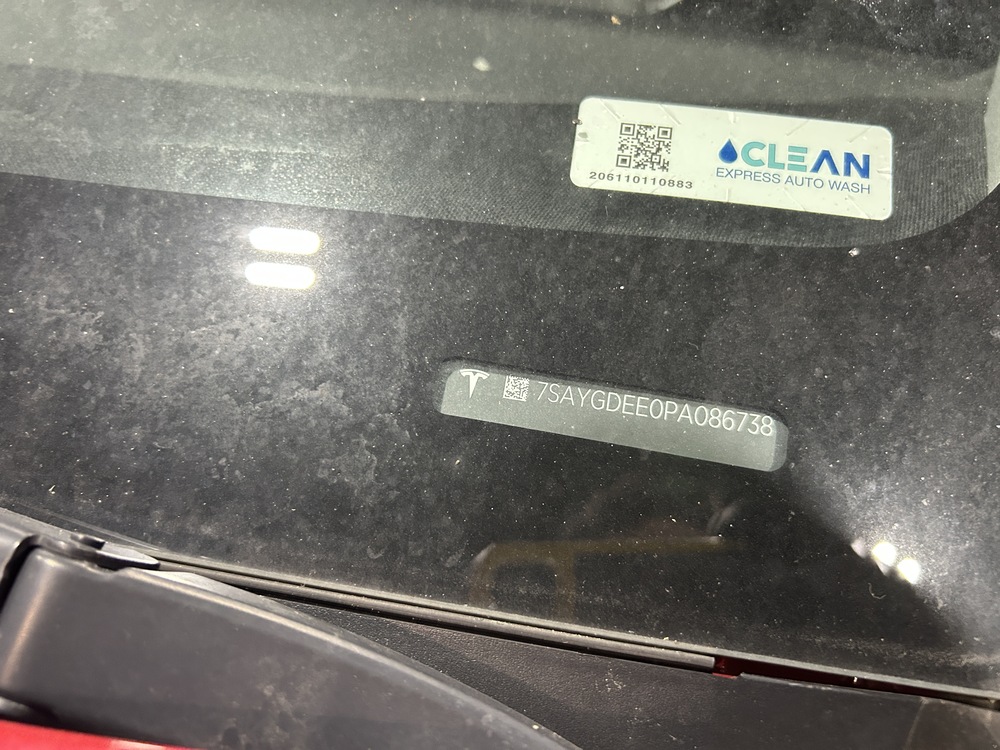 206110110883
CLEAN
EXPRESS AUTO WASH
7SAYGDEE0PA086738